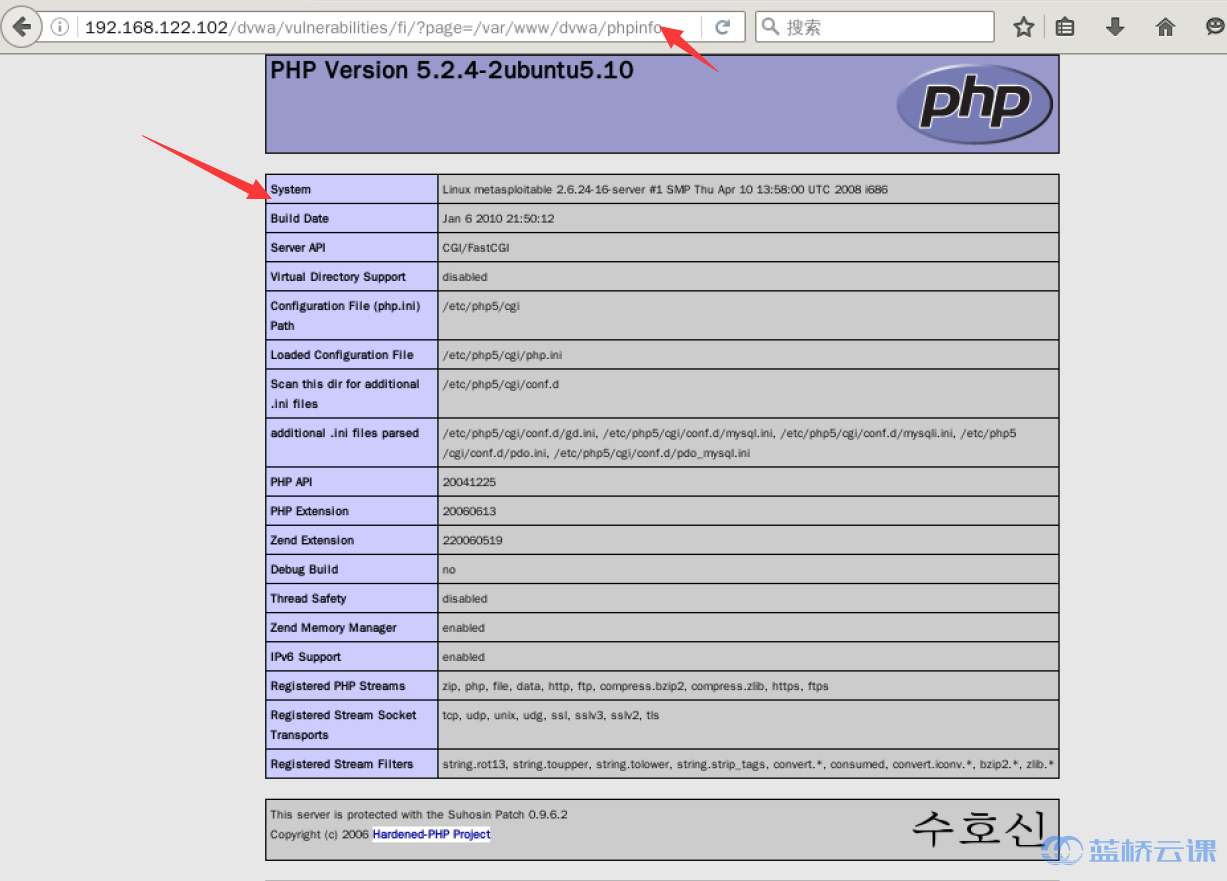 192.168.122.102/dvwa/vulnerabilities/fi/?page=/var/www/dvwa/phpinfo
搜索
PHP Version 5.2.4-2ubuntu5.10
php
System Linux metasploitable 2.6.24-16-server #1 SMP Thu Apr 10 13:58:00 UTC 2008 i686
Build Date Jan 6 2010 21:50:12
Server API CGI/FastCGI
Virtual Directory Support disabled
Configuration File (php.ini) /etc/php5/cgi
Path
Loaded Configuration File /etc/php5/cgi/php.ini
Scan this dir for additional /etc/php5/cgi/conf.d
.ini files
additional .ini files parsed /etc/php5/cgi/conf.d/gd.ini, /etc/php5/cgi/conf.d/mysql.ini, /etc/php5/cgi/conf.d/mysqli.ini, /etc/php5
/cgi/conf.d/pdo.ini, /etc/php5/cgi/conf.d/pdo_mysql.ini
PHP API 20041225
PHP Extension 20060613
Zend Extension 220060519
Debug Build no
Thread Safety disabled
Zend Memory Manager enabled
IPv6 Support enabled
Registered PHP Streams zip, php, file, data, http, ftp, compress.bzip2, compress.zlib, https, ftps
Registered Stream Socket tcp, udp, unix, udg, ssl, sslv3, sslv2, tls
Transports
Registered Stream Filters string.rot13, string.toupper, string.tolower, string.strip_tags, convert.*, consumed, convert.iconv.*, bzip2.*, zlib.*
This server is protected with the Suhosin Patch 0.9.6.2
Copyright (c) 2006 Hardened-PHP Project
수호신
蓝桥云课